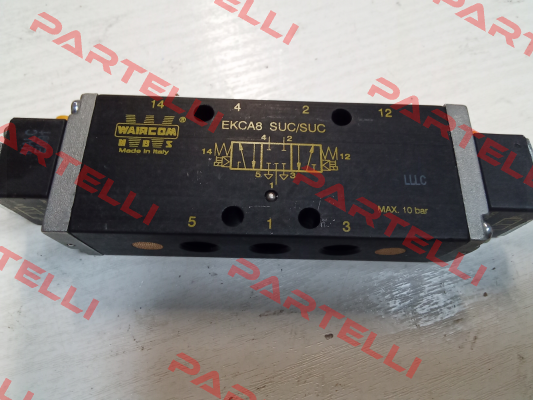 14 4 2 12
WAIRCOM ®
M B S
Made in Italy
EKCA8 SUC/SUC
4 2
14 12
5 1 3
LLLC
MAX. 10 bar
5 1 3
PARTELLI
PARTELLI
PARTELLI
PARTELLI
PARTELLI
PARTELLI